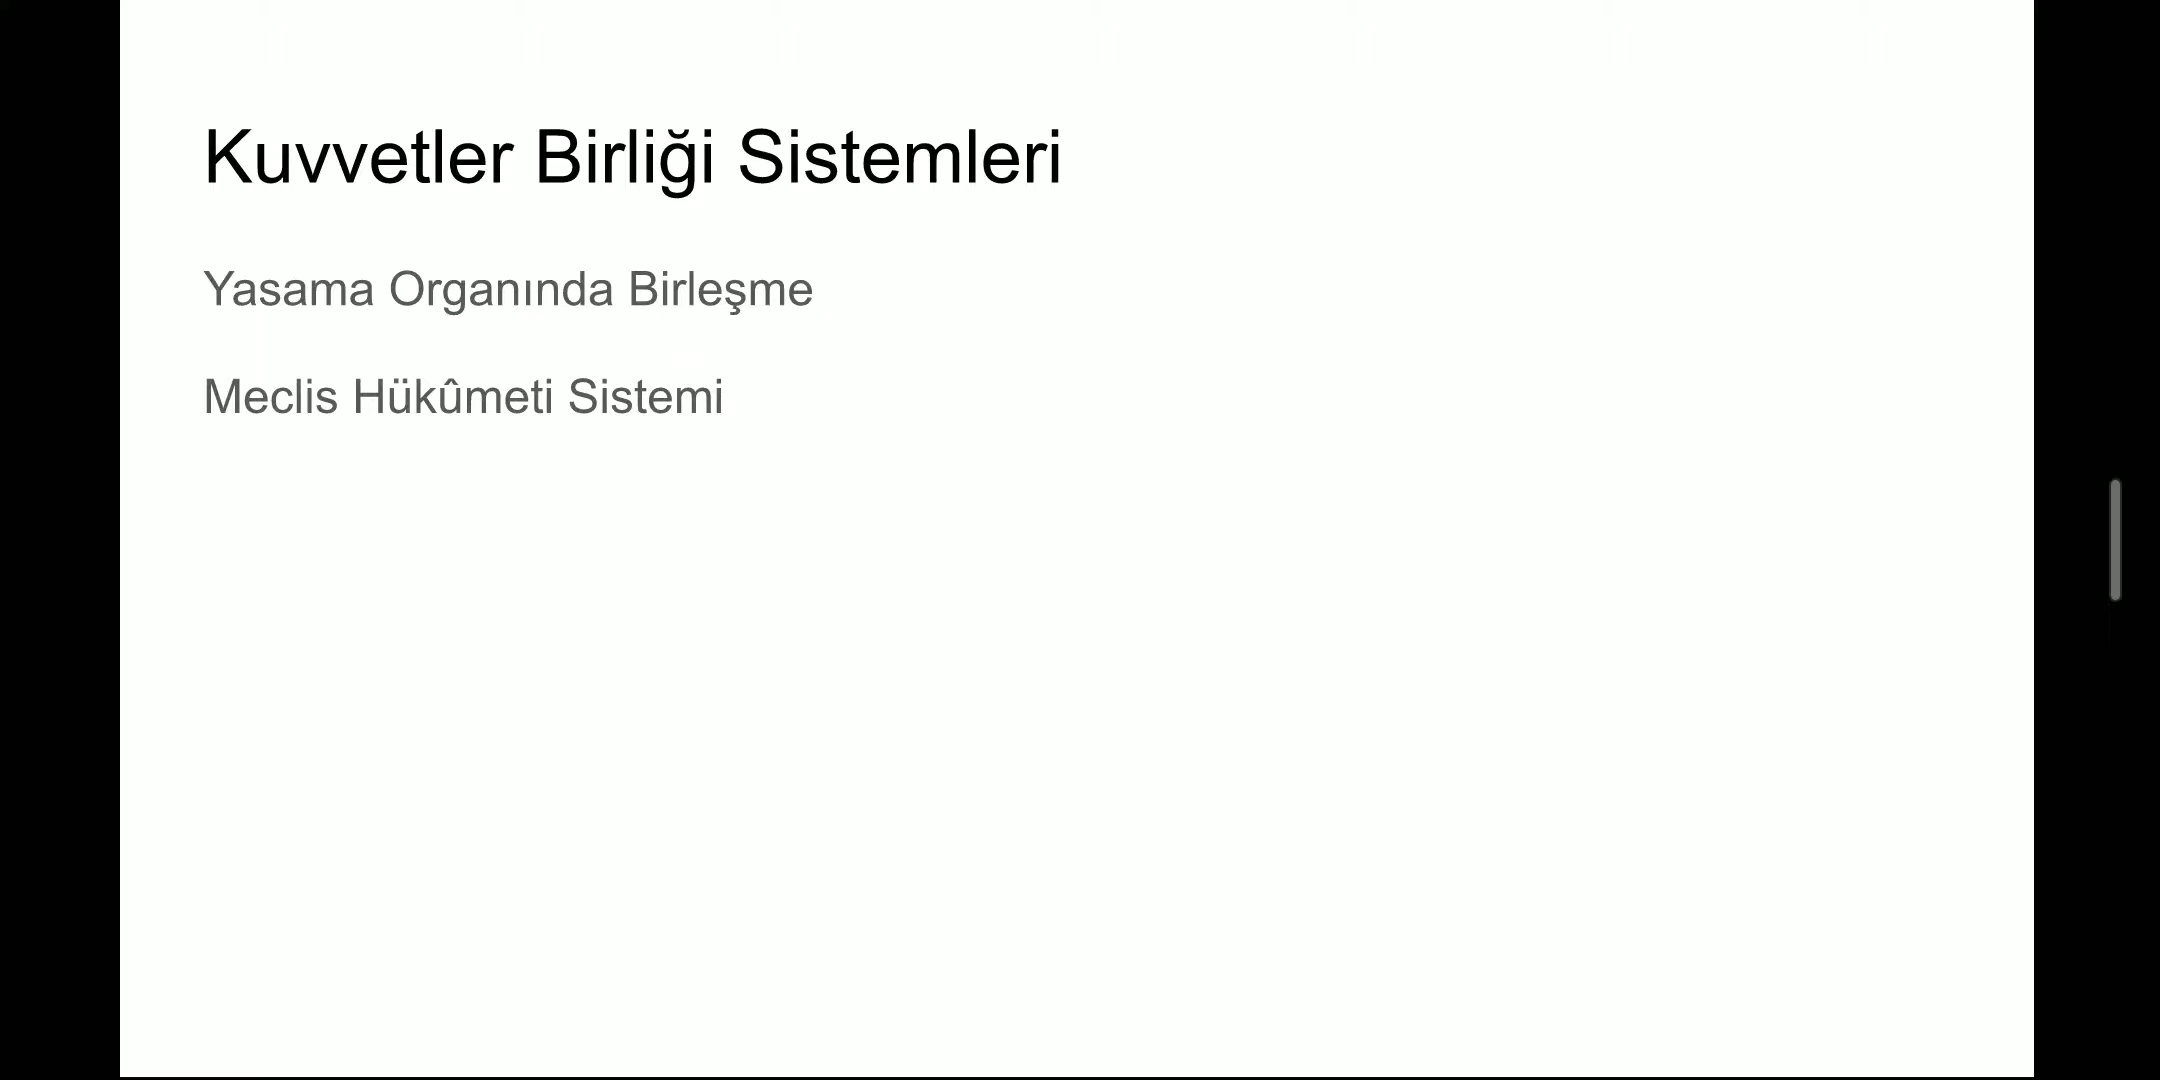 Kuvvetler Birliği Sistemleri
Yasama Organında Birleşme
Meclis Hükûmeti Sistemi